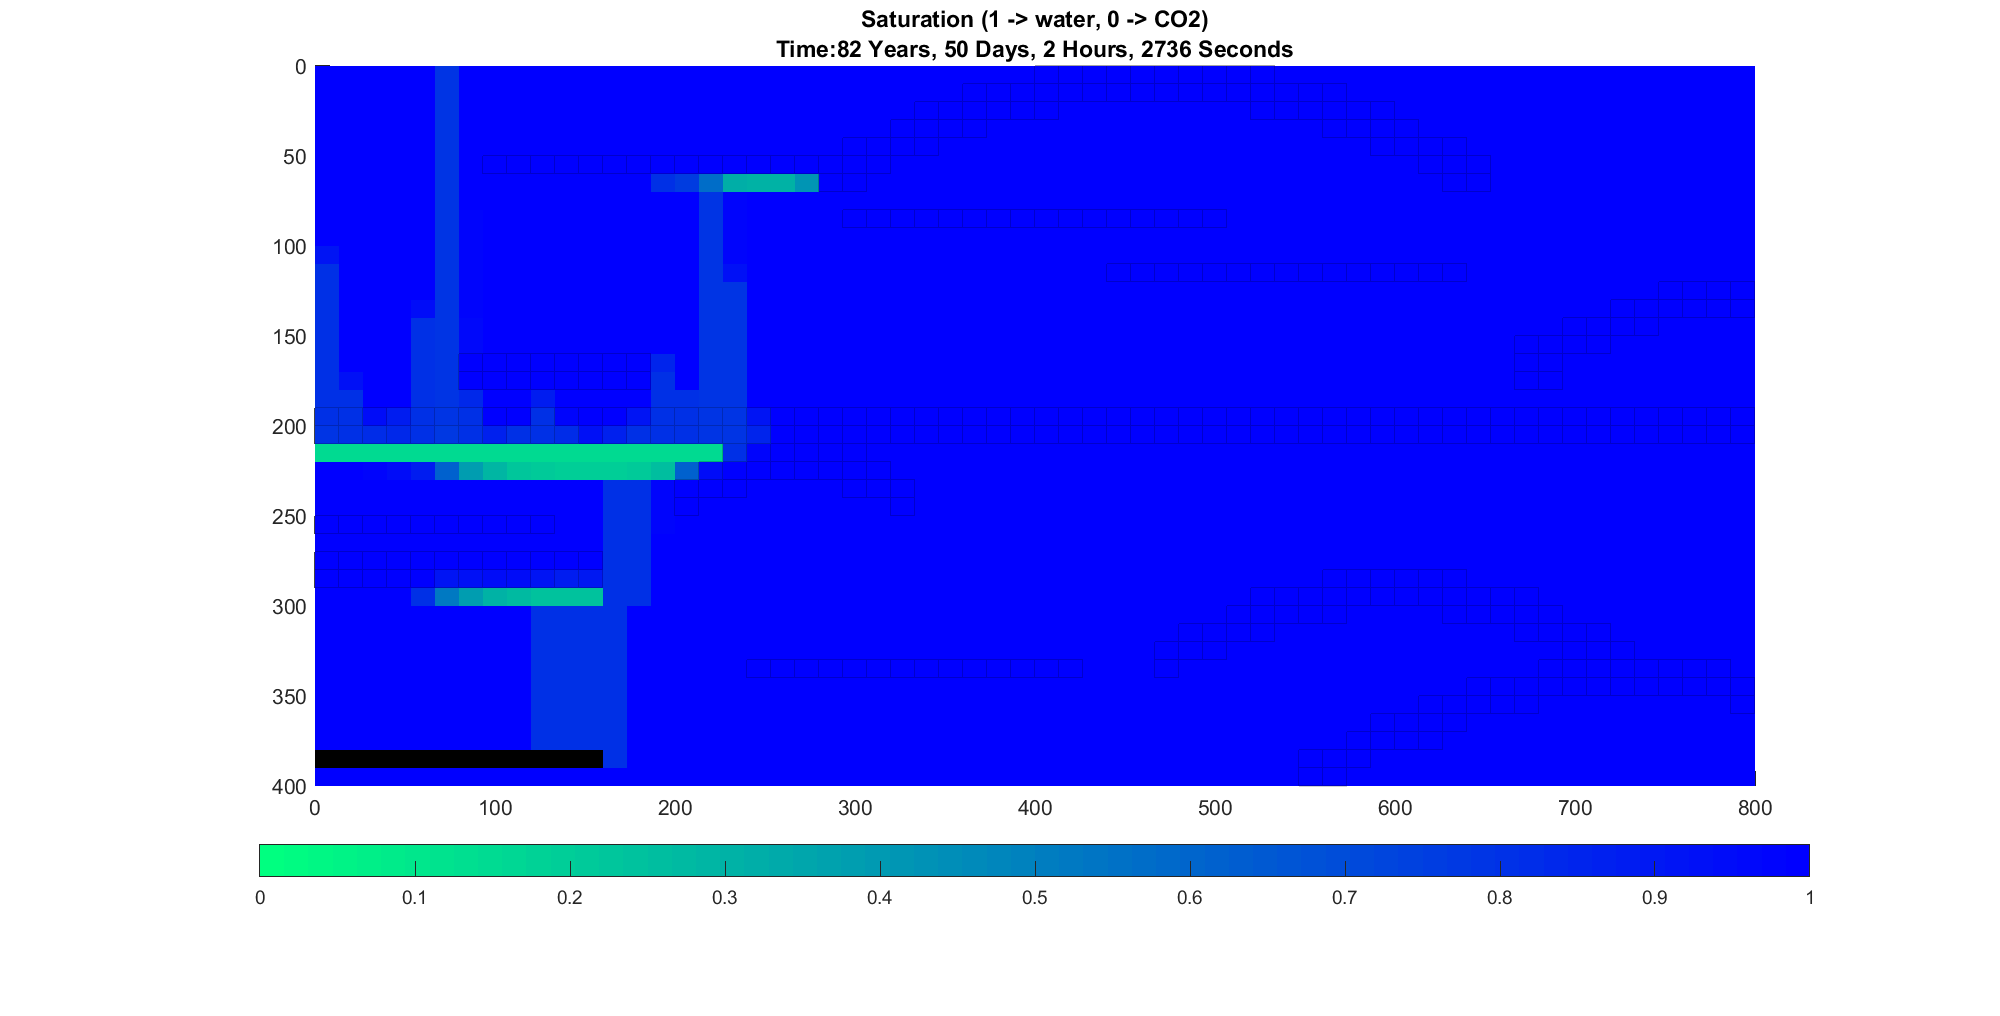 Saturation (1 -> water, 0 -> CO2)
Time:82 Years, 50 Days, 2 Hours, 2736 Seconds
0
50
100
150
200
250
300
350
400
0 100 200 300 400 500 600 700 800
0 0.1 0.2 0.3 0.4 0.5 0.6 0.7 0.8 0.9 1